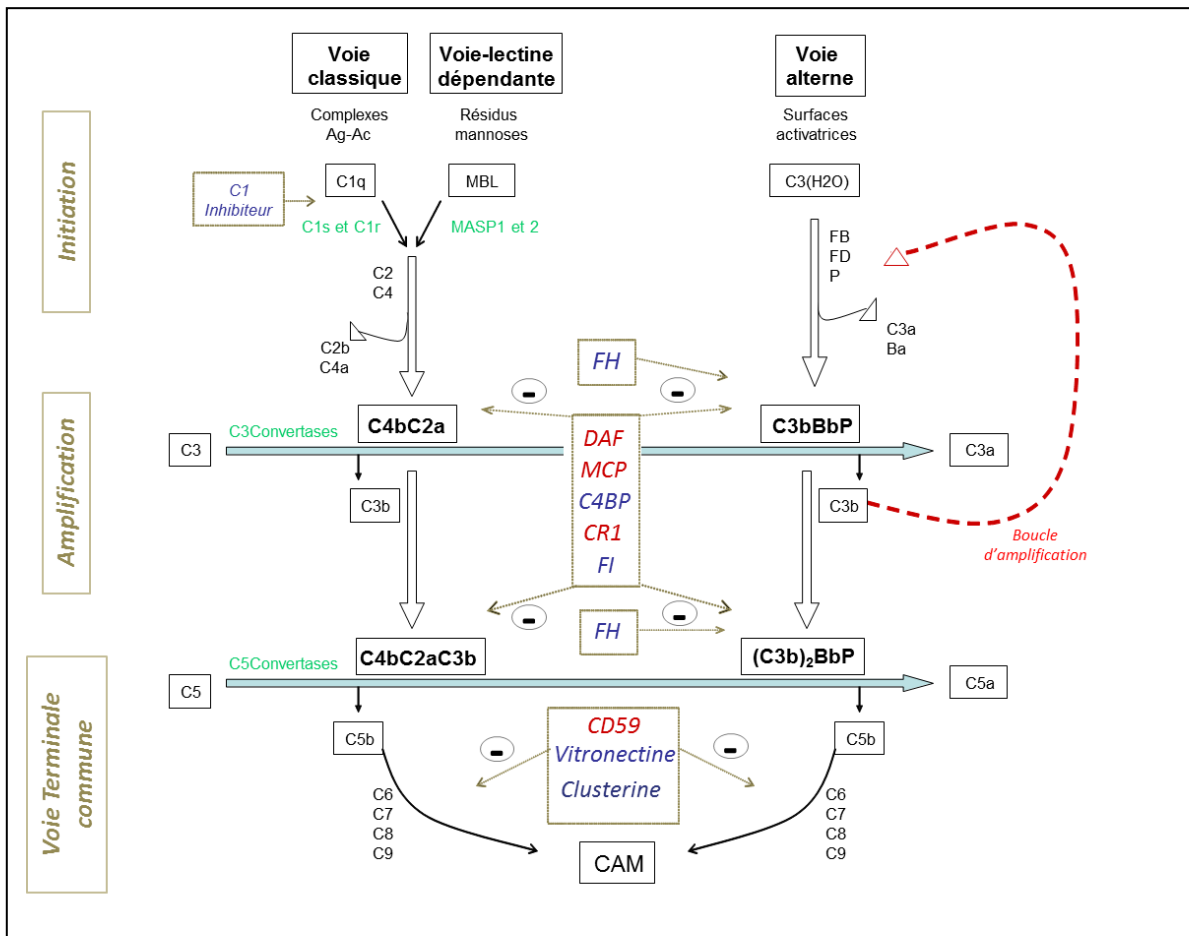 Voie
classique
Voie-lectine
dépendante
Voie
alterne
Complexes
Ag-Ac
Résidus
mannoses
Surfaces
activatrices
Initiation
C1
Inhibiteur
C1q
MBL
C3(H2O)
C1s et C1r
MASP1 et 2
C2
C4
FB
FD
P
C2b
C4a
C3a
Ba
FH
-
-
Amplification
C3Convertases
C4bC2a
C3bBbP
C3
C3a
DAF
MCP
C4BP
CR1
FI
C3b
C3b
Boucle
d'amplification
-
-
FH
Voie Terminale
commune
C5Convertases
C4bC2aC3b
(C3b)₂BbP
C5
C5a
C5b
C5b
CD59
Vitronectine
Clusterine
-
-
C6
C7
C8
C9
C6
C7
C8
C9
CAM